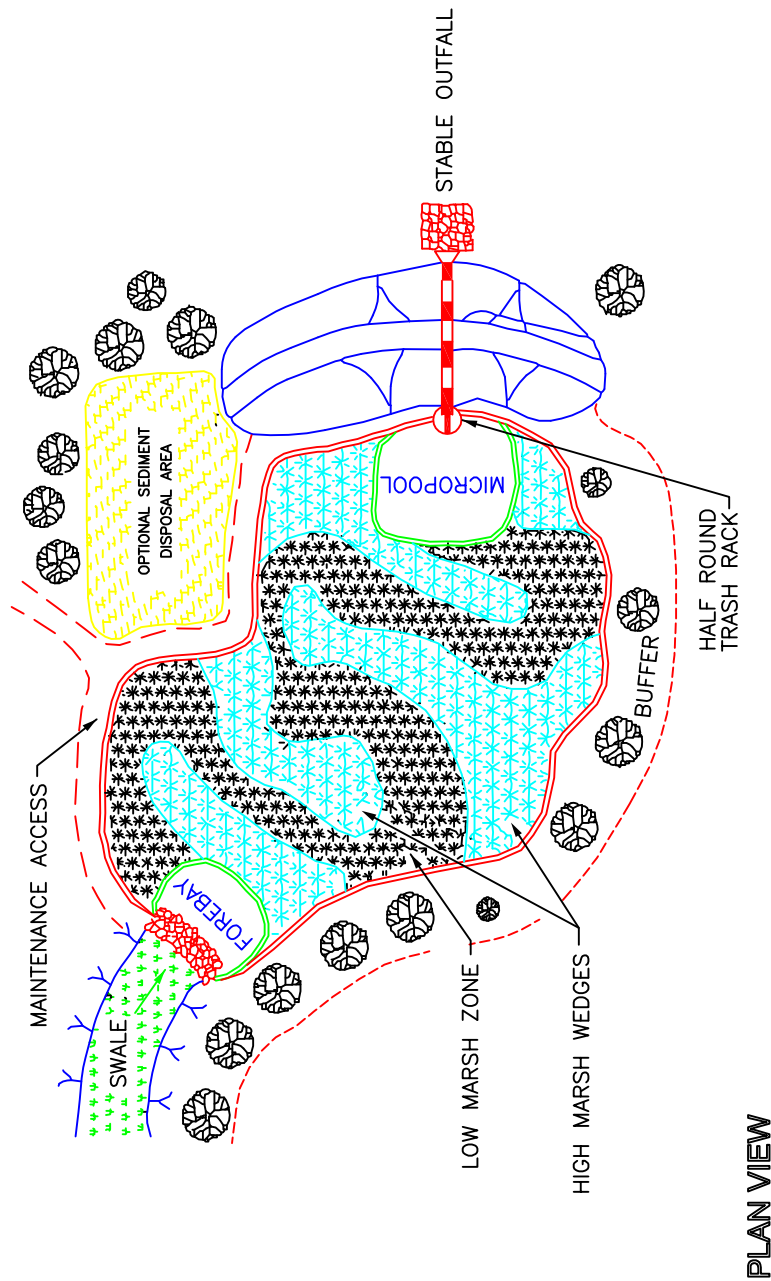 MAINTENANCE ACCESS
SWALE
FOREBAY
OPTIONAL SEDIMENT
DISPOSAL AREA
MICROPOOL
STABLE OUTFALL
LOW MARSH ZONE
HIGH MARSH WEDGES
BUFFER
HALF ROUND
TRASH RACK
PLAN VIEW